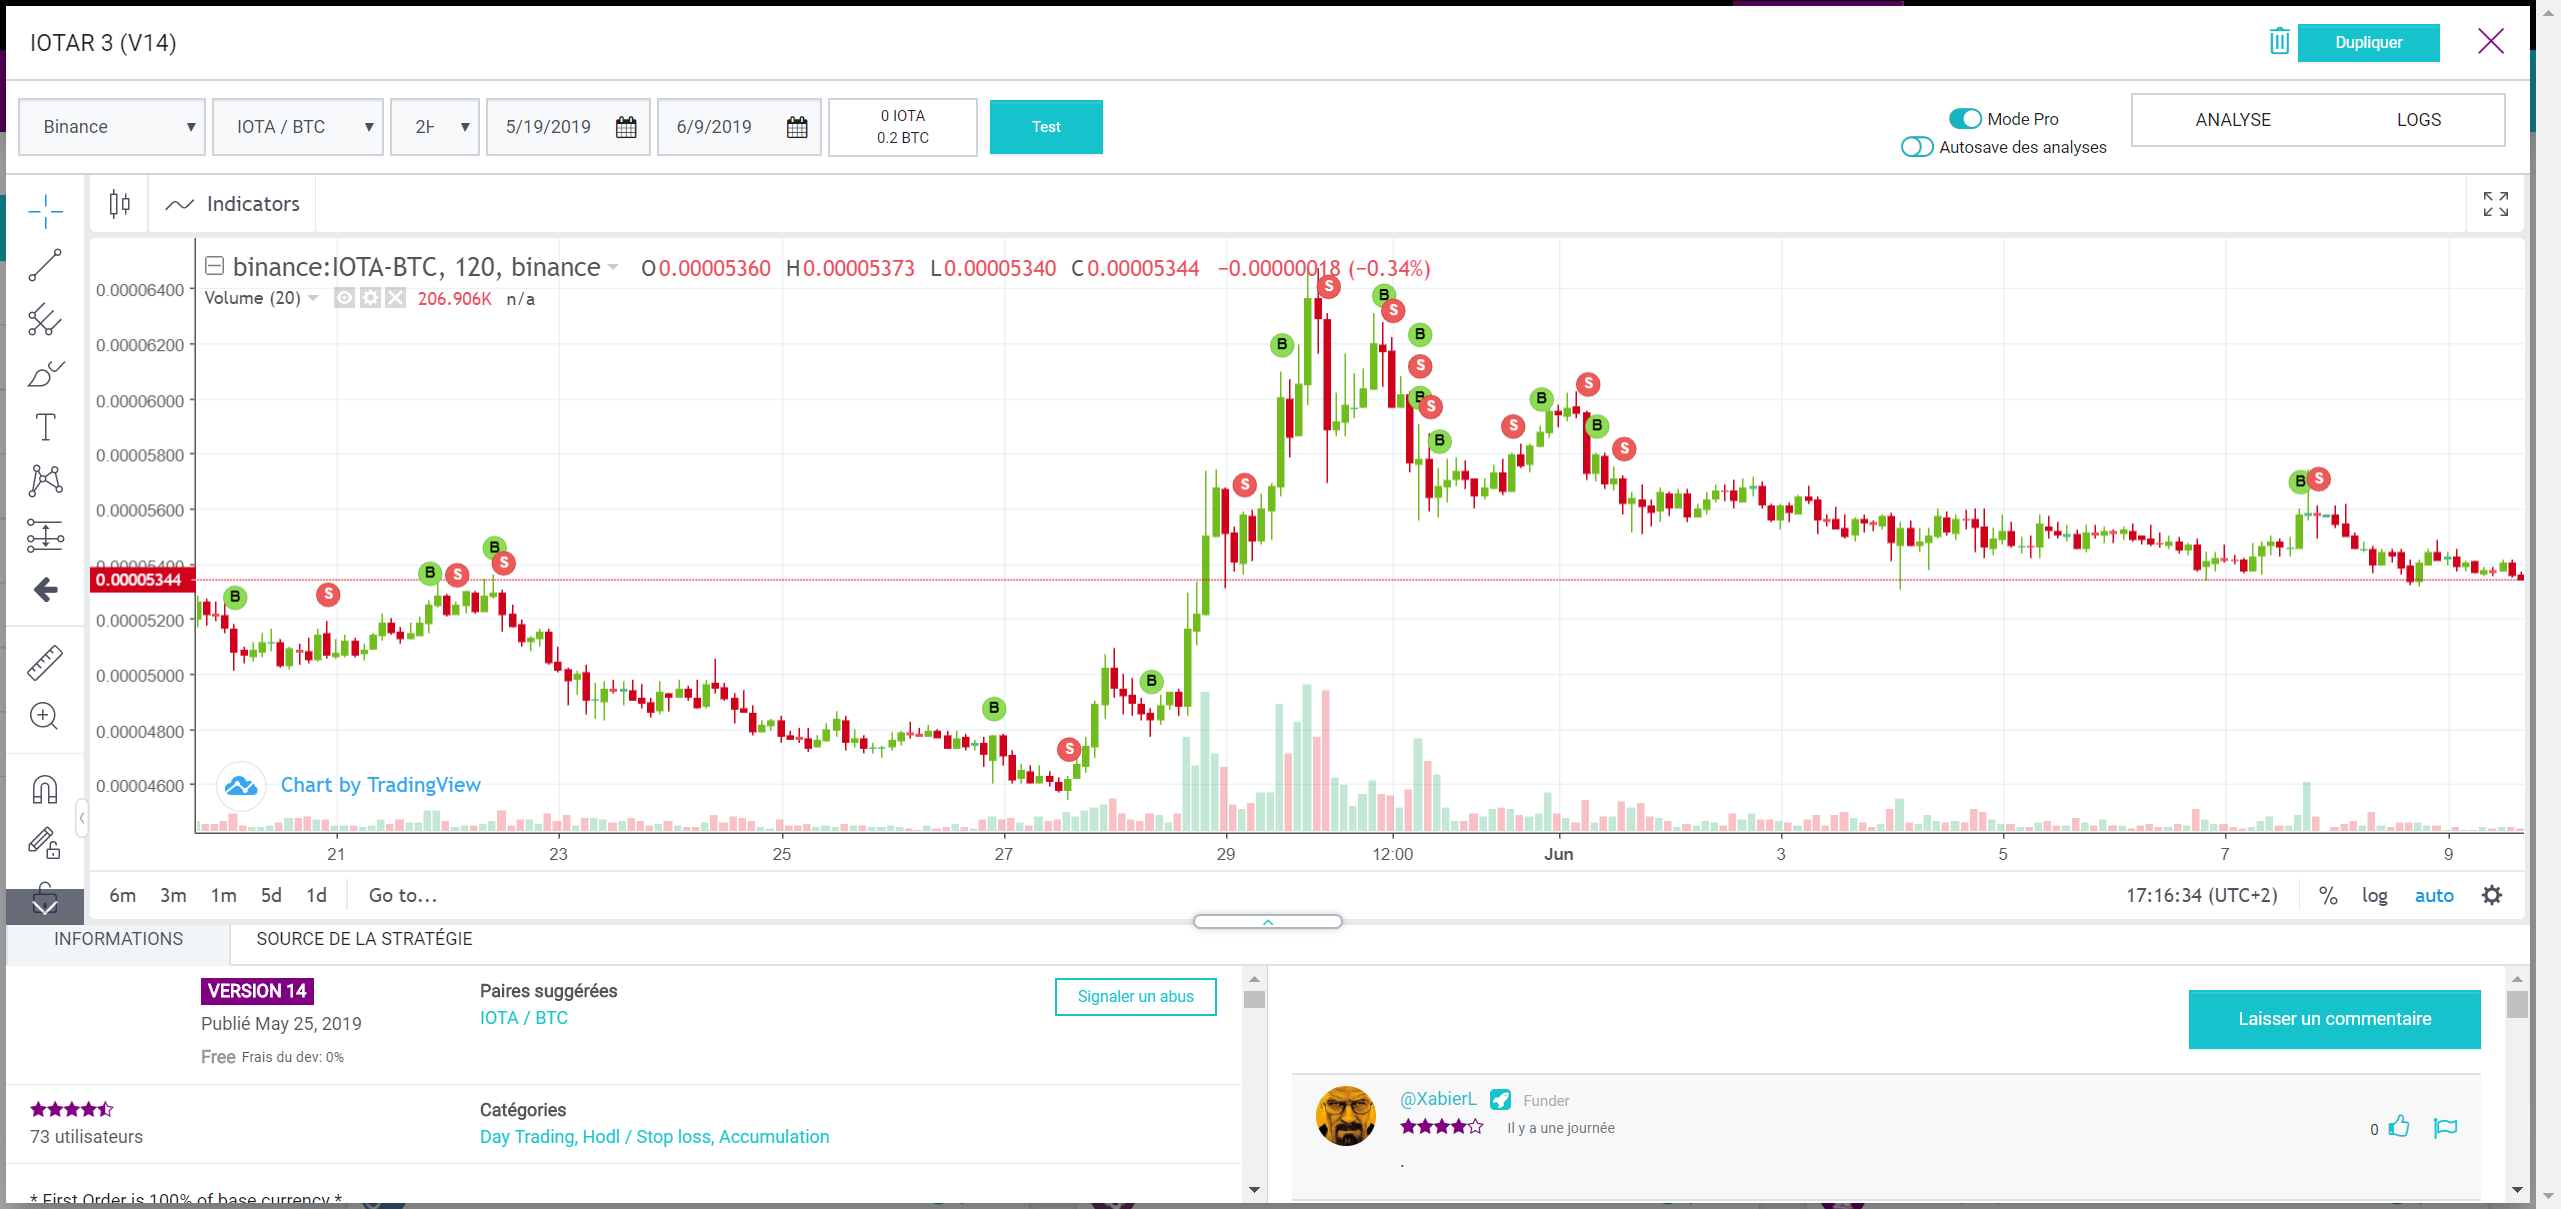 IOTAR 3 (V14)
Dupliquer
Binance
IOTA / BTC
2H
5/19/2019
6/9/2019
0 IOTA
0.2 BTC
Test
Mode Pro
Autosave des analyses
ANALYSE
LOGS
Indicators
binance:IOTA-BTC, 120, binance
O0.00005360 H0.00005373 L0.00005340 C0.00005344 −0.00000018 (−0.34%)
Volume (20) 206.906K n/a
0.00006400
0.00006200
0.00006000
0.00005800
0.00005600
0.00005400
0.00005344
0.00005200
0.00005000
0.00004800
0.00004600
B
S
B
S
B
S
B
S
B
S
B
S
B
S
B
S
B
S
B
S
B
S
B
S
B
S
Chart by TradingView
21 23 25 27 29 12:00 Jun 3 5 7 9
6m 3m 1m 5d 1d Go to...
17:16:34 (UTC+2) % log auto
INFORMATIONS
SOURCE DE LA STRATÉGIE
VERSION 14
Publié May 25, 2019
Free Frais du dev: 0%
Paires suggérées
IOTA / BTC
Signaler un abus
73 utilisateurs
Catégories
Day Trading, Hodl / Stop loss, Accumulation
* First Order is 100% of base currency *
Laisser un commentaire
@XabierL Funder
Il y a une journée
0
.